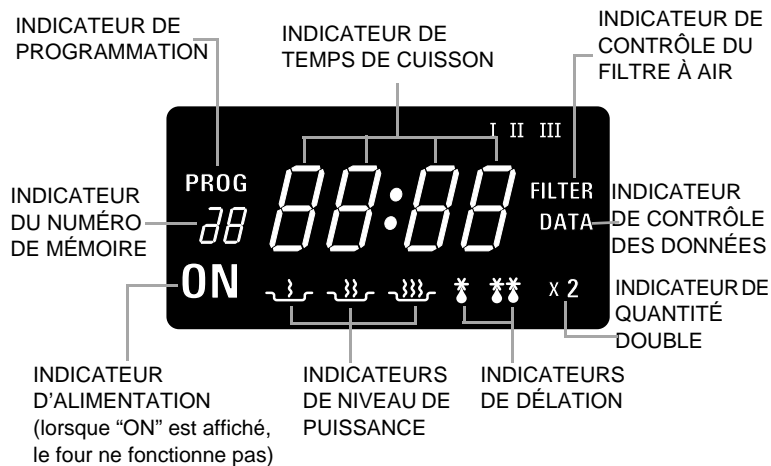 INDICATEUR DE
PROGRAMMATION
INDICATEUR DE
TEMPS DE CUISSON
INDICATEUR DE
CONTRÔLE DU
FILTRE À AIR
I II III
PROG
88:88
FILTER
DATA
INDICATEUR
DU NUMÉRO
DE MÉMOIRE
38
INDICATEUR
DE CONTRÔLE
DES DONNÉES
ON
x 2
INDICATEUR DE
QUANTITÉ
DOUBLE
INDICATEUR
D'ALIMENTATION
(lorsque “ON” est affiché,
le four ne fonctionne pas)
INDICATEURS
DE NIVEAU DE
PUISSANCE
INDICATEURS
DE DÉLATION